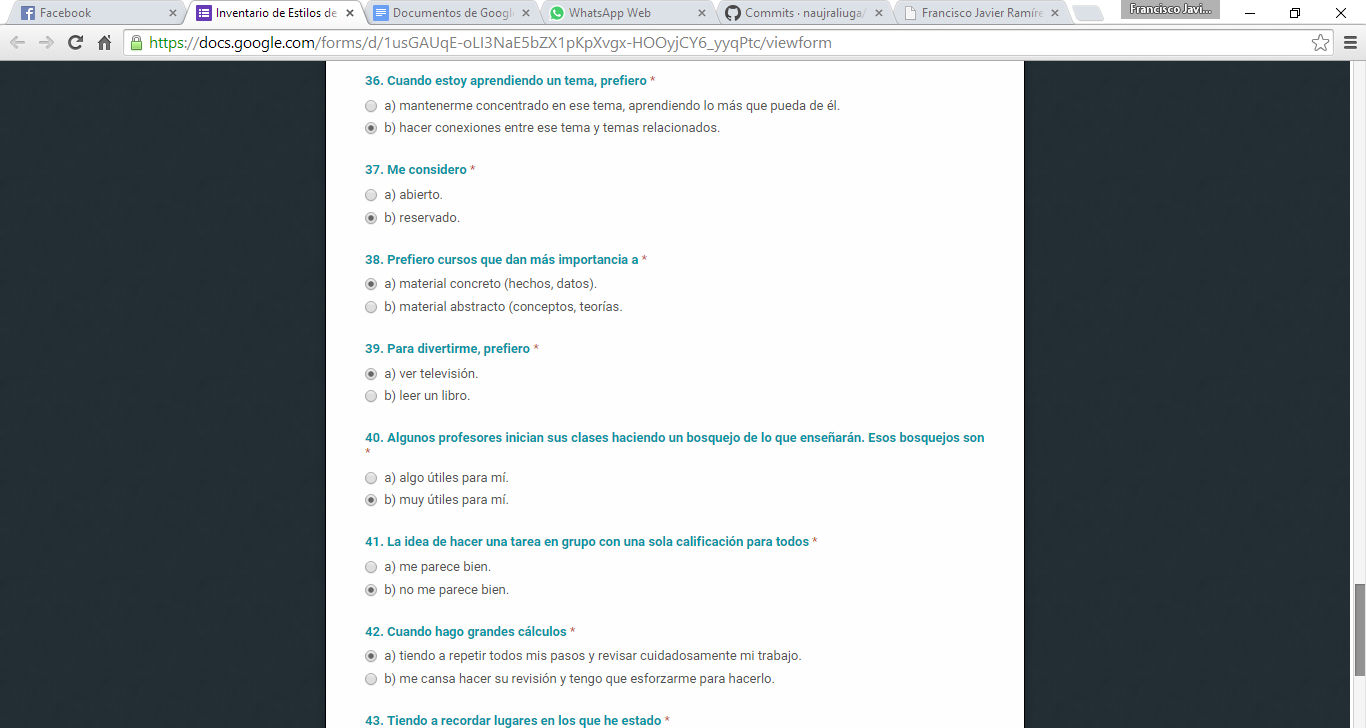 Facebook
Inventario de Estilos de
Documentos de Googl
WhatsApp Web
Commits · naujraliuga/
Francisco Javier Ramíre
Francisco Javi...
https://docs.google.com/forms/d/1usGAUqE-oLI3NaE5bZX1pKpXvgx-HOOyjCY6_yyqPtc/viewform
36. Cuando estoy aprendiendo un tema, prefiero *
a) mantenerme concentrado en ese tema, aprendiendo lo más que pueda de él.
b) hacer conexiones entre ese tema y temas relacionados.
37. Me considero *
a) abierto.
b) reservado.
38. Prefiero cursos que dan más importancia a *
a) material concreto (hechos, datos).
b) material abstracto (conceptos, teorías.
39. Para divertirme, prefiero *
a) ver televisión.
b) leer un libro.
40. Algunos profesores inician sus clases haciendo un bosquejo de lo que enseñarán. Esos bosquejos son
*
a) algo útiles para mí.
b) muy útiles para mí.
41. La idea de hacer una tarea en grupo con una sola calificación para todos *
a) me parece bien.
b) no me parece bien.
42. Cuando hago grandes cálculos *
a) tiendo a repetir todos mis pasos y revisar cuidadosamente mi trabajo.
b) me cansa hacer su revisión y tengo que esforzarme para hacerlo.
43. Tiendo a recordar lugares en los que he estado *